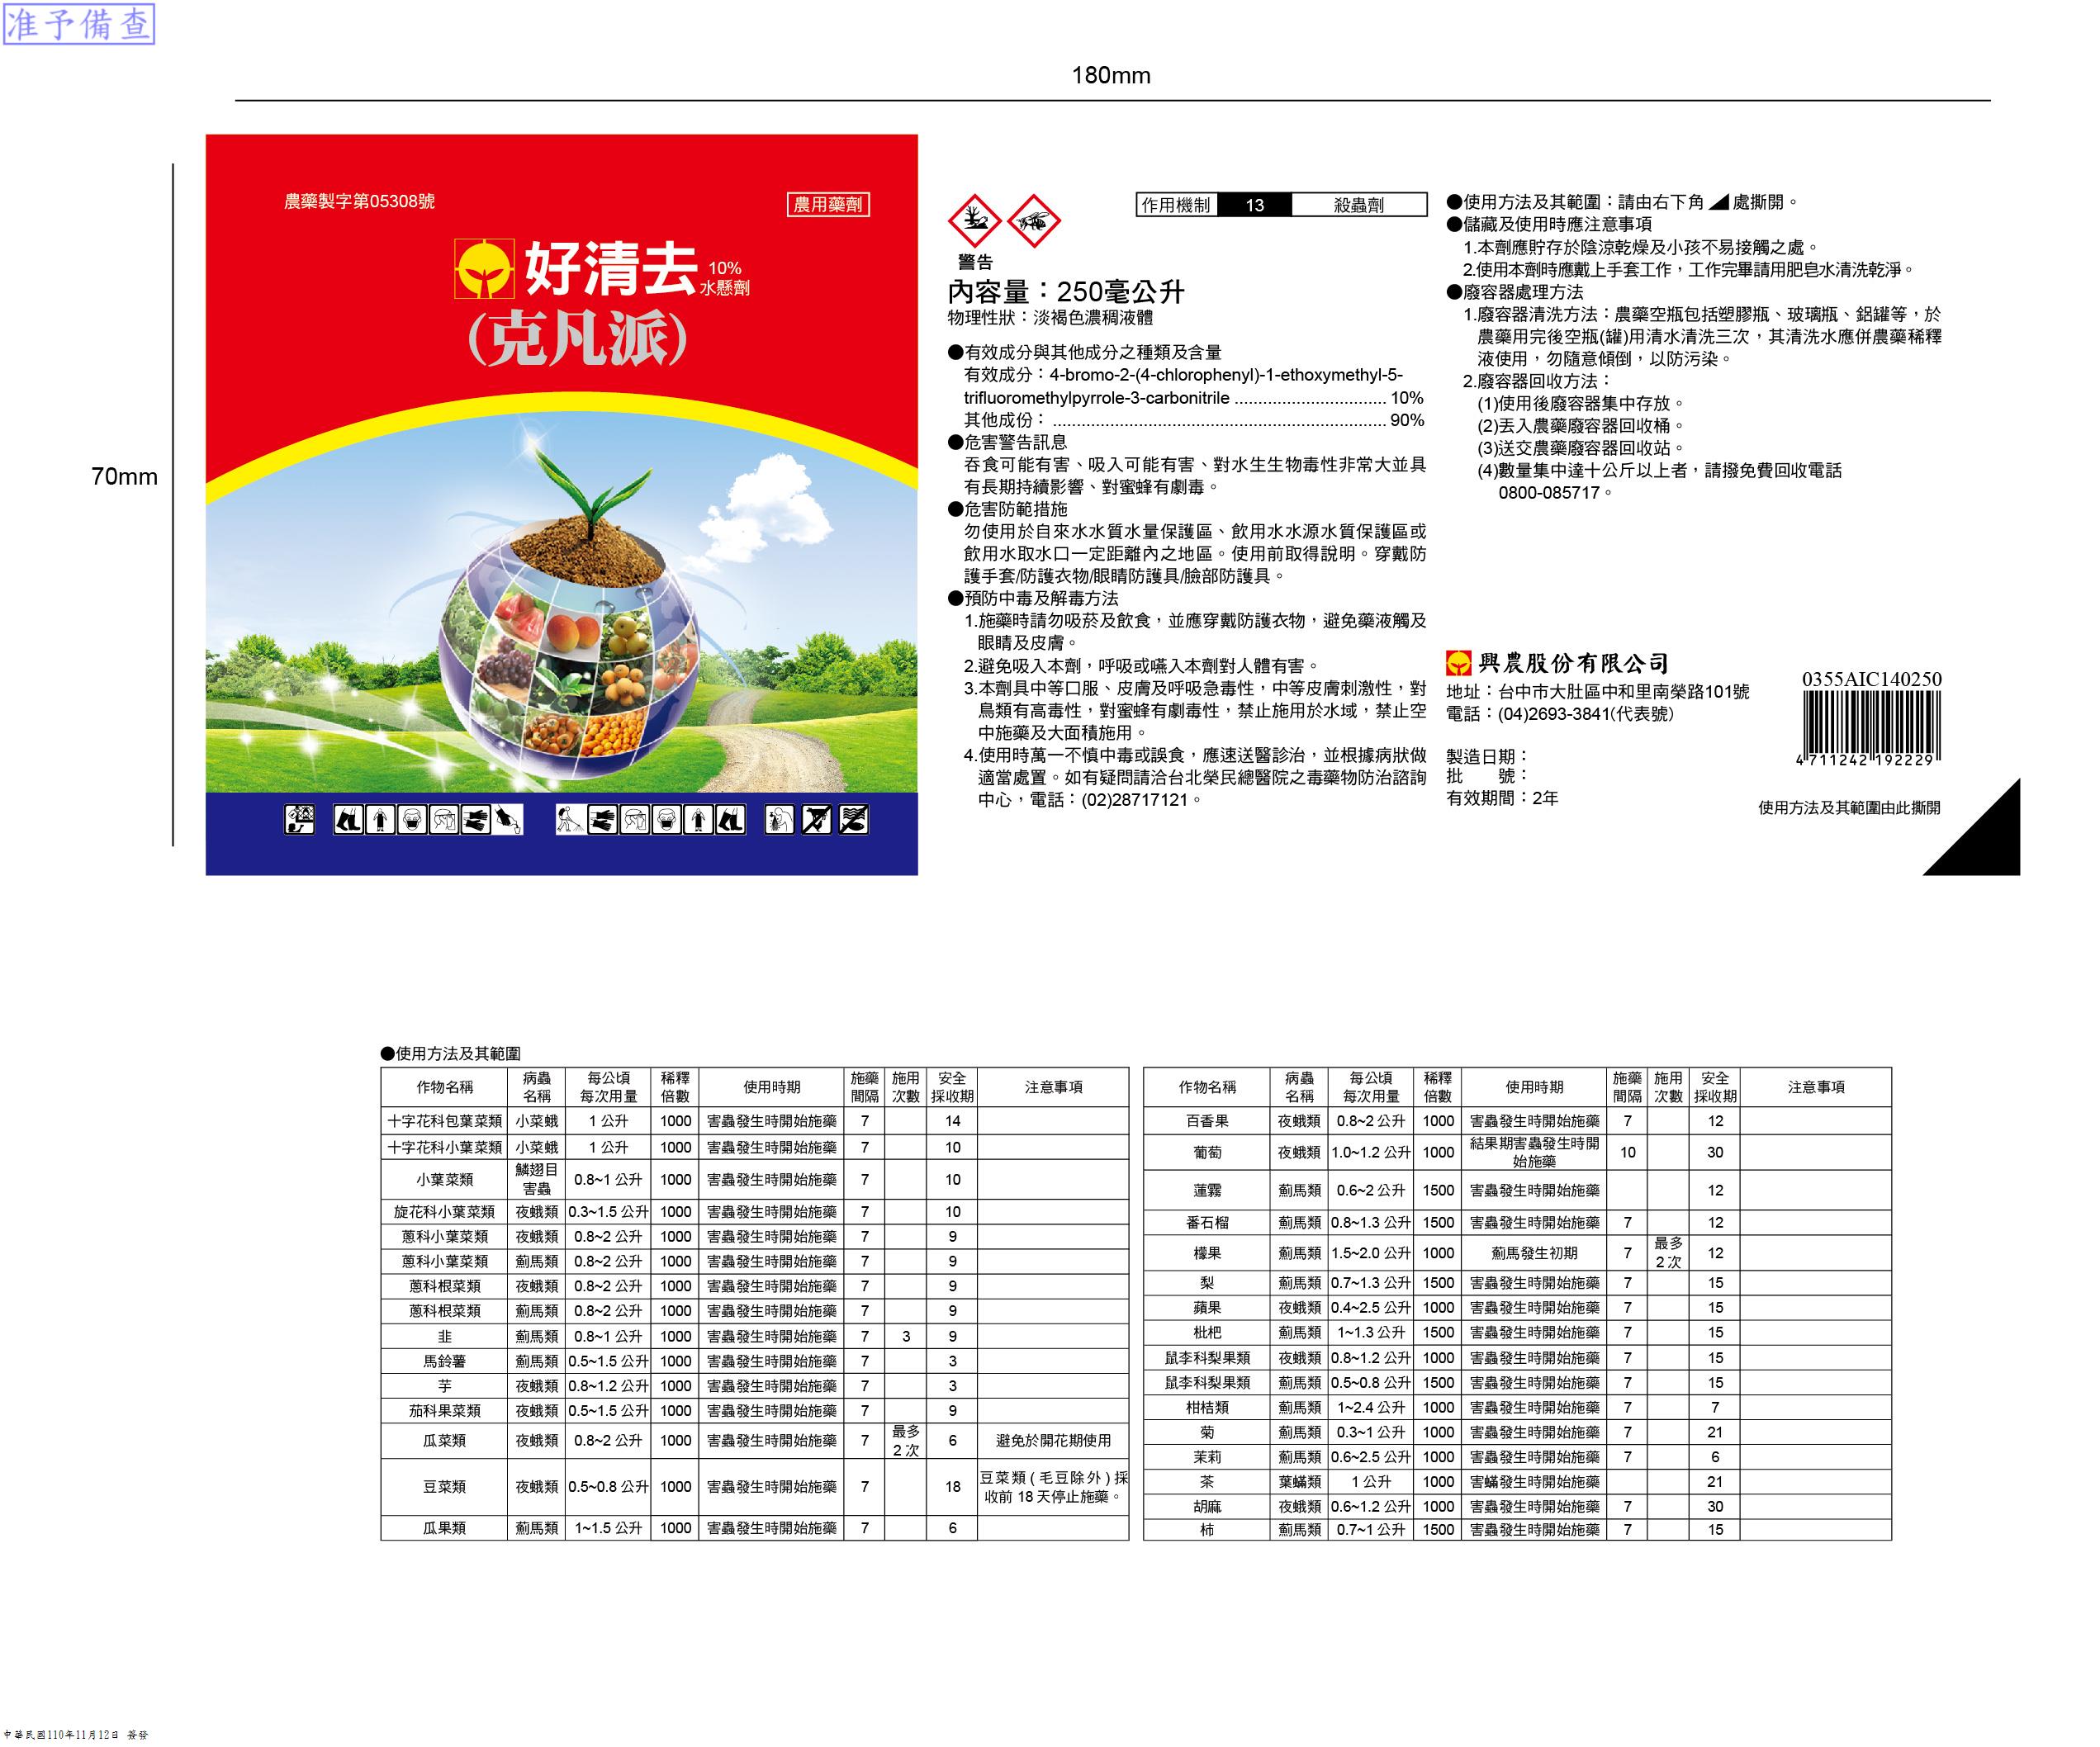 准予備查
180mm
70mm
農藥製字第05308號
農用藥劑
好清去
10%
水懸劑
(克凡派)
警告
作用機制 13 殺蟲劑
內容量：250毫公升
物理性狀：淡褐色濃稠液體
●有效成分與其他成分之種類及含量
有效成分：4-bromo-2-(4-chlorophenyl)-1-ethoxymethyl-5-
trifluoromethylpyrrole-3-carbonitrile ................................ 10%
其他成份： ...................................................................... 90%
●危害警告訊息
吞食可能有害、吸入可能有害、對水生生物毒性非常大並具
有長期持續影響、對蜜蜂有劇毒。
●危害防範措施
勿使用於自來水水質水量保護區、飲用水水源水質保護區或
飲用水取水口一定距離內之地區。使用前取得說明。穿戴防
護手套/防護衣物/眼睛防護具/臉部防護具。
●預防中毒及解毒方法
1.施藥時請勿吸菸及飲食，並應穿戴防護衣物，避免藥液觸及
眼睛及皮膚。
2.避免吸入本劑，呼吸或嚥入本劑對人體有害。
3.本劑具中等口服、皮膚及呼吸急毒性，中等皮膚刺激性，對
鳥類有高毒性，對蜜蜂有劇毒性，禁止施用於水域，禁止空
中施藥及大面積施用。
4.使用時萬一不慎中毒或誤食，應速送醫診治，並根據病狀做
適當處置。如有疑問請洽台北榮民總醫院之毒藥物防治諮詢
中心，電話：(02)28717121。
●使用方法及其範圍：請由右下角 ◢ 處撕開。
●儲藏及使用時應注意事項
1.本劑應貯存於陰涼乾燥及小孩不易接觸之處。
2.使用本劑時應戴上手套工作，工作完畢請用肥皂水清洗乾淨。
●廢容器處理方法
1.廢容器清洗方法：農藥空瓶包括塑膠瓶、玻璃瓶、鋁罐等，於
農藥用完後空瓶(罐)用清水清洗三次，其清洗水應併農藥稀釋
液使用，勿隨意傾倒，以防污染。
2.廢容器回收方法：
(1)使用後廢容器集中存放。
(2)丟入農藥廢容器回收桶。
(3)送交農藥廢容器回收站。
(4)數量集中達十公斤以上者，請撥免費回收電話
0800-085717。
興農股份有限公司
地址：台中市大肚區中和里南榮路101號
電話：(04)2693-3841(代表號)
製造日期：
批　　號：
有效期間：2年
0355AIC140250
4 711242 192229
使用方法及其範圍由此撕開
●使用方法及其範圍
作物名稱 病蟲名稱 每公頃每次用量 稀釋倍數 使用時期 施藥間隔 施用次數 安全採收期 注意事項
十字花科包葉菜類 小菜蛾 1 公升 1000 害蟲發生時開始施藥 7 14
十字花科小葉菜類 小菜蛾 1 公升 1000 害蟲發生時開始施藥 7 10
小葉菜類 鱗翅目害蟲 0.8~1 公升 1000 害蟲發生時開始施藥 7 10
旋花科小葉菜類 夜蛾類 0.3~1.5 公升 1000 害蟲發生時開始施藥 7 10
蔥科小葉菜類 夜蛾類 0.8~2 公升 1000 害蟲發生時開始施藥 7 9
蔥科小葉菜類 薊馬類 0.8~2 公升 1000 害蟲發生時開始施藥 7 9
蔥科根菜類 夜蛾類 0.8~2 公升 1000 害蟲發生時開始施藥 7 9
蔥科根菜類 薊馬類 0.8~2 公升 1000 害蟲發生時開始施藥 7 9
韭 薊馬類 0.8~1 公升 1000 害蟲發生時開始施藥 7 3 9
馬鈴薯 薊馬類 0.5~1.5 公升 1000 害蟲發生時開始施藥 7 3
芋 夜蛾類 0.8~1.2 公升 1000 害蟲發生時開始施藥 7 3
茄科果菜類 夜蛾類 0.5~1.5 公升 1000 害蟲發生時開始施藥 7 9
瓜菜類 夜蛾類 0.8~2 公升 1000 害蟲發生時開始施藥 7 最多2 次 6 避免於開花期使用
豆菜類 夜蛾類 0.5~0.8 公升 1000 害蟲發生時開始施藥 7 18 豆菜類 ( 毛豆除外 ) 採收前 18 天停止施藥。
瓜果類 薊馬類 1~1.5 公升 1000 害蟲發生時開始施藥 7 6
作物名稱 病蟲名稱 每公頃每次用量 稀釋倍數 使用時期 施藥間隔 施用次數 安全採收期 注意事項
百香果 夜蛾類 0.8~2 公升 1000 害蟲發生時開始施藥 7 12
葡萄 夜蛾類 1.0~1.2 公升 1000 結果期害蟲發生時開始施藥 10 30
蓮霧 薊馬類 0.6~2 公升 1500 害蟲發生時開始施藥 12
番石榴 薊馬類 0.8~1.3 公升 1500 害蟲發生時開始施藥 7 12
檬果 薊馬類 1.5~2.0 公升 1000 薊馬發生初期 7 最多2 次 12
梨 薊馬類 0.7~1.3 公升 1500 害蟲發生時開始施藥 7 15
蘋果 夜蛾類 0.4~2.5 公升 1000 害蟲發生時開始施藥 7 15
枇杷 薊馬類 1~1.3 公升 1500 害蟲發生時開始施藥 7 15
鼠李科梨果類 夜蛾類 0.8~1.2 公升 1000 害蟲發生時開始施藥 7 15
鼠李科梨果類 薊馬類 0.5~0.8 公升 1500 害蟲發生時開始施藥 7 15
柑桔類 薊馬類 1~2.4 公升 1000 害蟲發生時開始施藥 7 7
菊 薊馬類 0.3~1 公升 1000 害蟲發生時開始施藥 7 21
茉莉 薊馬類 0.6~2.5 公升 1000 害蟲發生時開始施藥 7 6
茶 葉蟎類 1 公升 1000 害蟎發生時開始施藥 21
胡麻 夜蛾類 0.6~1.2 公升 1000 害蟲發生時開始施藥 7 30
柿 薊馬類 0.7~1 公升 1500 害蟲發生時開始施藥 7 15
中華民國110年11月12日 簽發